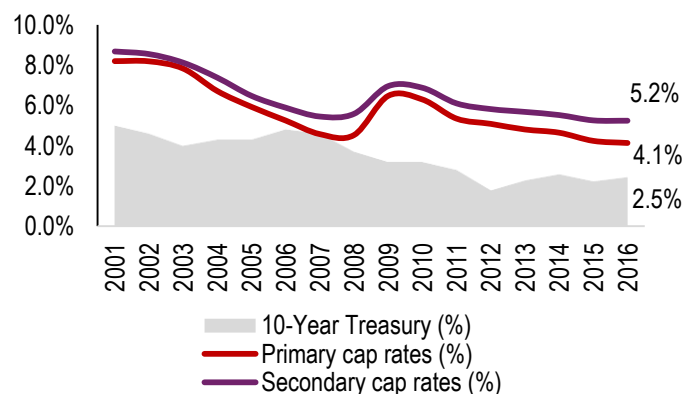 10.0%
8.0%
6.0%
4.0%
2.0%
0.0%
5.2%
4.1%
2.5%
2001 2002 2003 2004 2005 2006 2007 2008 2009 2010 2011 2012 2013 2014 2015 2016
10-Year Treasury (%)
Primary cap rates (%)
Secondary cap rates (%)